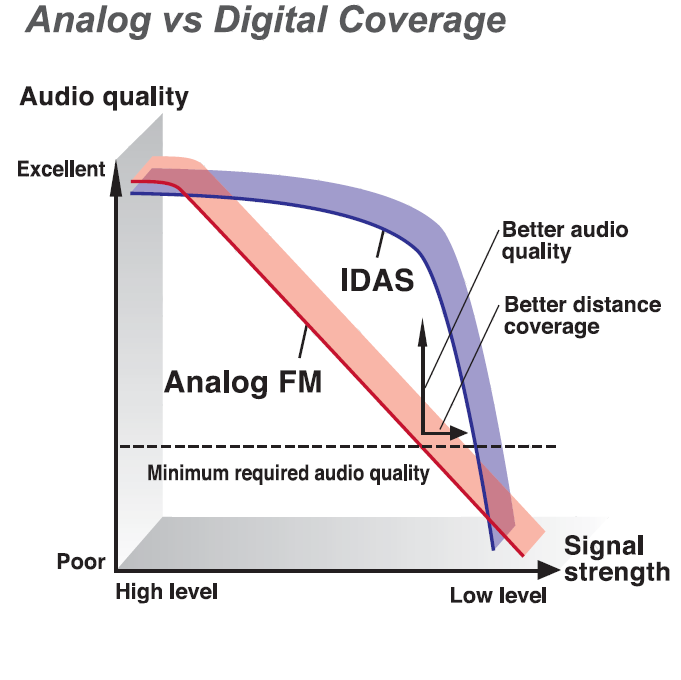 Analog vs Digital Coverage
Audio quality
Excellent
Better audio
quality
IDAS
Better distance
coverage
Analog FM
Minimum required audio quality
Poor
Signal
strength
High level
Low level